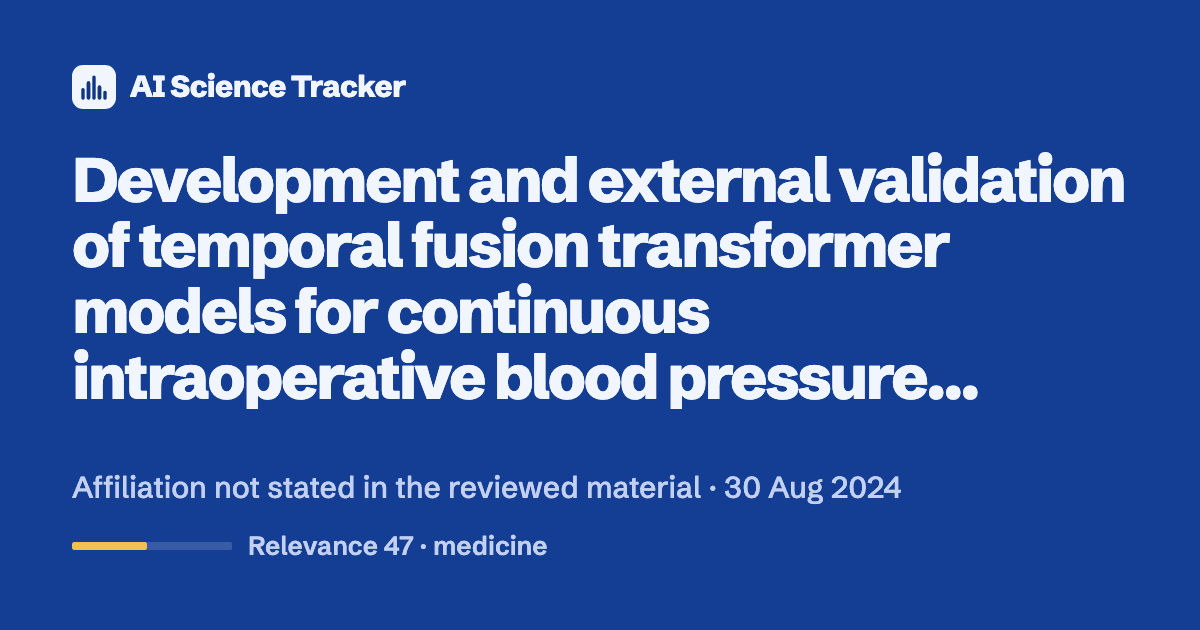 AI Science Tracker
Development and external validation
of temporal fusion transformer
models for continuous
intraoperative blood pressure...
Affiliation not stated in the reviewed material · 30 Aug 2024
Relevance 47 · medicine